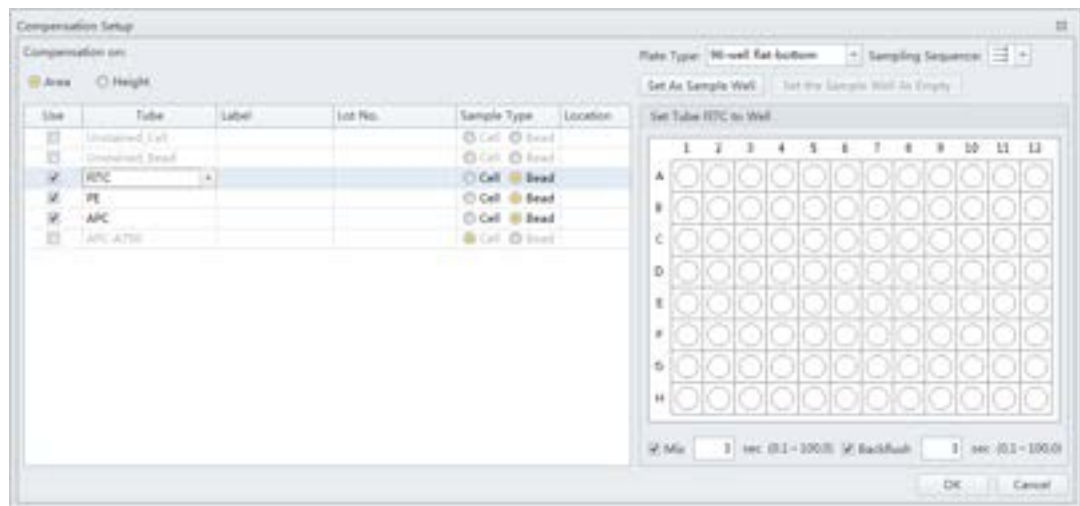 Compensation Setup
Compensation on:
Area Height
Use Tube Label Lot No. Sample Type Location
Unstained_Cell Cell Bead
Unstained_Bead Cell Bead
FITC Cell Bead
PE Cell Bead
APC Cell Bead
APC-A750 Cell Bead
Plate Type: 96-well flat-bottom Sampling Sequence:
Set As Sample Well Set the Sample Well As Empty
Set Tube FITC to Well
1 2 3 4 5 6 7 8 9 10 11 12
A
B
C
D
E
F
G
H
Mix 3 sec (0.1~100.0) Backflush 3 sec (0.1~100.0)
OK Cancel